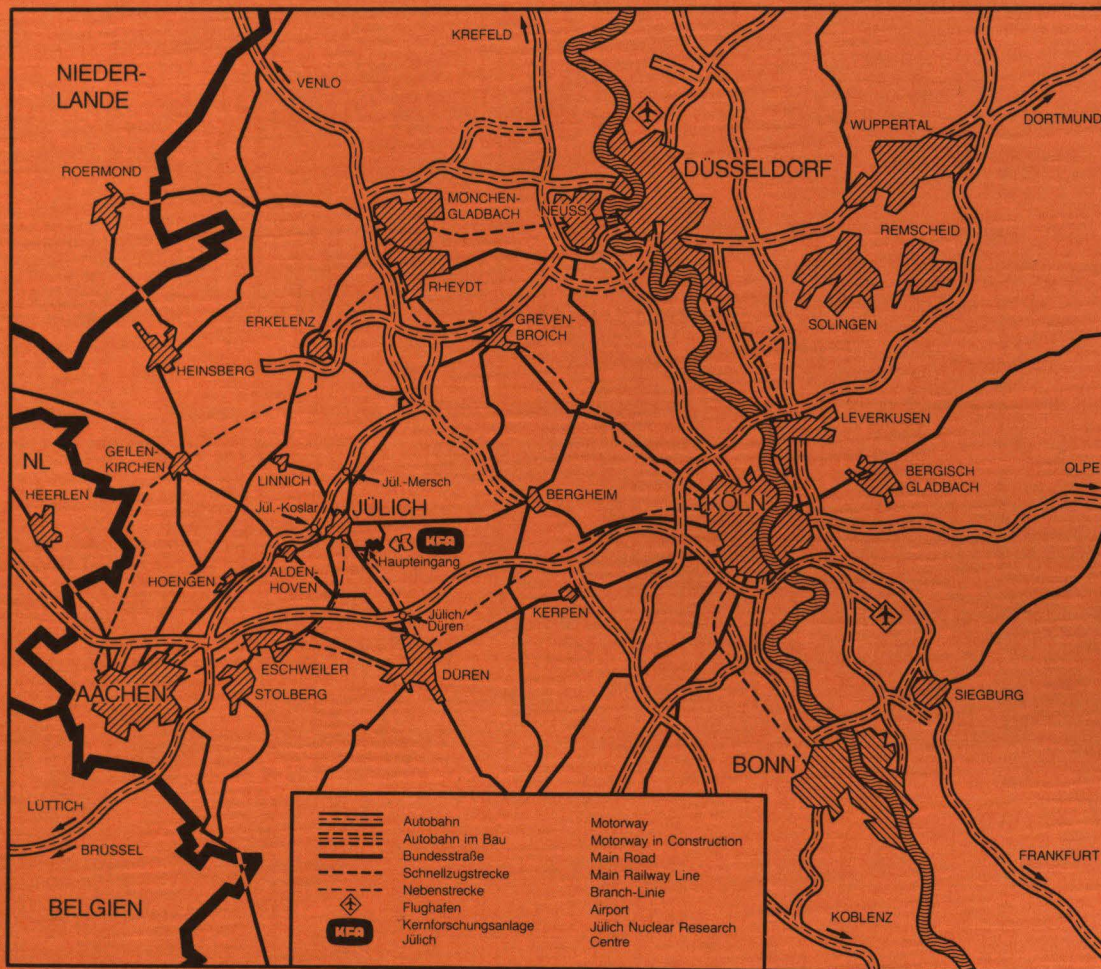 KREFELD
NIEDER-
LANDE
VENLO
DORTMUND
WUPPERTAL
ROERMOND
DÜSSELDORF
MÖNCHEN-
GLADBACH
NEUSS
REMSCHEID
RHEYDT
SOLINGEN
ERKELENZ
GREVEN-
BROICH
HEINSBERG
LEVERKUSEN
GEILEN-
KIRCHEN
NL
LINNICH
Jül.-Mersch
BERGISCH
GLADBACH
OLPE
HEERLEN
BERGHEIM
KÖLN
Jül.-Koslar
JÜLICH
KFA
Haupteingang
HOENGEN
ALDEN-
HOVEN
Jülich/
Düren
KERPEN
ESCHWEILER
DÜREN
AACHEN
STOLBERG
SIEGBURG
BONN
LÜTTICH
BRÜSSEL
BELGIEN
FRANKFURT
KOBLENZ
Autobahn Motorway
Autobahn im Bau Motorway in Construction
Bundesstraße Main Road
Schnellzugstrecke Main Railway Line
Nebenstrecke Branch-Linie
Flughafen Airport
KFA Kernforschungsanlage Jülich Nuclear Research
Jülich Centre